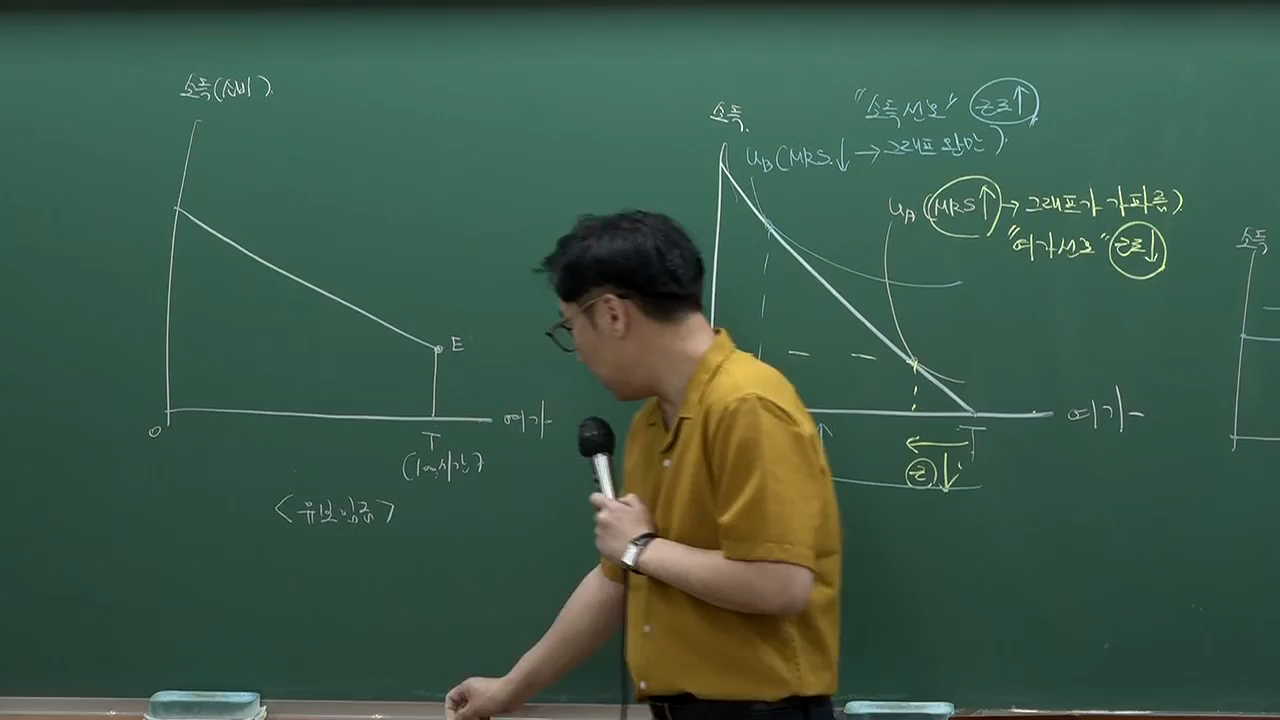 소득(소비)
E
O
여가
T
(100시간)
<유보임금>
소득
"소득선호" 근로↑
U_B (MRS↓ → 그래프 완만)
U_A (MRS↑ → 그래프가 가파름)
"여가선호" 근로↓
여가
T
근↓
소득